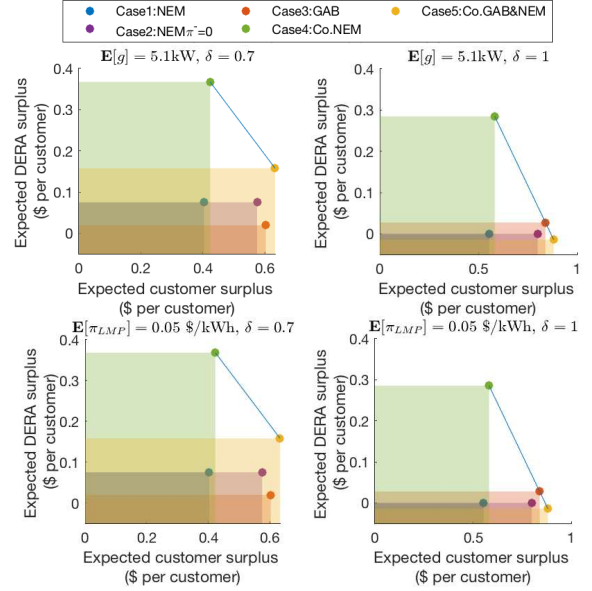 Case1:NEM
Case3:GAB
Case5:Co.GAB&NEM
Case2:NEMπ⁻=0
Case4:Co.NEM
E[g] = 5.1kW, δ = 0.7
E[g] = 5.1kW, δ = 1
Expected DERA surplus
($ per customer)
0.4
0.3
0.2
0.1
0
0
0.2
0.4
0.6
Expected customer surplus
($ per customer)
Expected DERA surplus
($ per customer)
0.4
0.3
0.2
0.1
0
0
0.5
1
Expected customer surplus
($ per customer)
E[π_LMP] = 0.05 $/kWh, δ = 0.7
E[π_LMP] = 0.05 $/kWh, δ = 1
Expected DERA surplus
($ per customer)
0.4
0.3
0.2
0.1
0
0
0.2
0.4
0.6
Expected customer surplus
($ per customer)
Expected DERA surplus
($ per customer)
0.4
0.3
0.2
0.1
0
0
0.5
1
Expected customer surplus
($ per customer)